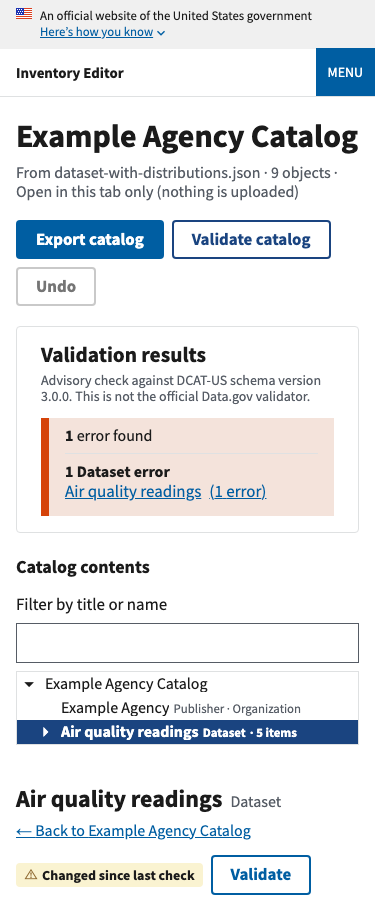 An official website of the United States government
Here's how you know
Inventory Editor
MENU
Example Agency Catalog
From dataset-with-distributions.json · 9 objects ·
Open in this tab only (nothing is uploaded)
Export catalog
Validate catalog
Undo
Validation results
Advisory check against DCAT-US schema version
3.0.0. This is not the official Data.gov validator.
1 error found
1 Dataset error
Air quality readings (1 error)
Catalog contents
Filter by title or name
Example Agency Catalog
Example Agency Publisher · Organization
Air quality readings Dataset · 5 items
Air quality readings Dataset
← Back to Example Agency Catalog
Changed since last check
Validate